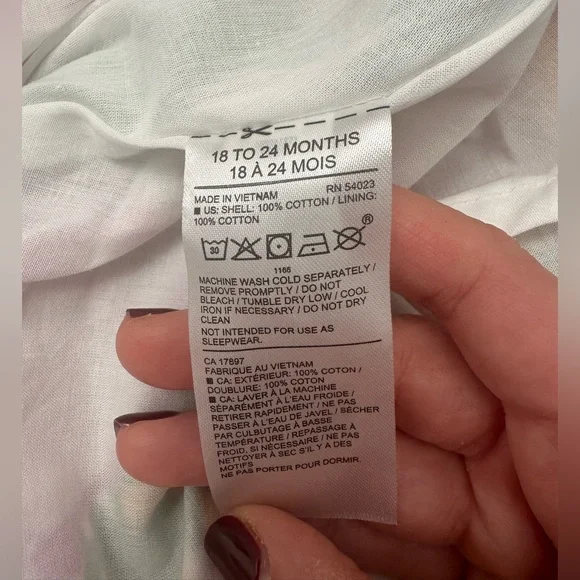 18 TO 24 MONTHS
18 À 24 MOIS
MADE IN VIETNAM RN 54023
■ US: SHELL: 100% COTTON / LINING:
100% COTTON
30
®
1166
MACHINE WASH COLD SEPARATELY /
REMOVE PROMPTLY / DO NOT
BLEACH / TUMBLE DRY LOW / COOL
IRON IF NECESSARY / DO NOT DRY
CLEAN
NOT INTENDED FOR USE AS
SLEEPWEAR.
CA 17897
FABRIQUE AU VIETNAM
■ CA: EXTÉRIEUR: 100% COTON /
DOUBLURE: 100% COTON
■ CA: LAVER À LA MACHINE
SÉPARÉMENT À L'EAU FROIDE /
RETIRER RAPIDEMENT / NE PAS
PASSER À L'EAU DE JAVEL / SÉCHER
PAR CULBUTAGE À BASSE
TEMPÉRATURE / REPASSAGE À
FROID, SI NÉCESSAIRE / NE PAS
NETTOYER À SEC S'IL Y A DES
MOTIFS
NE PAS PORTER POUR DORMIR.